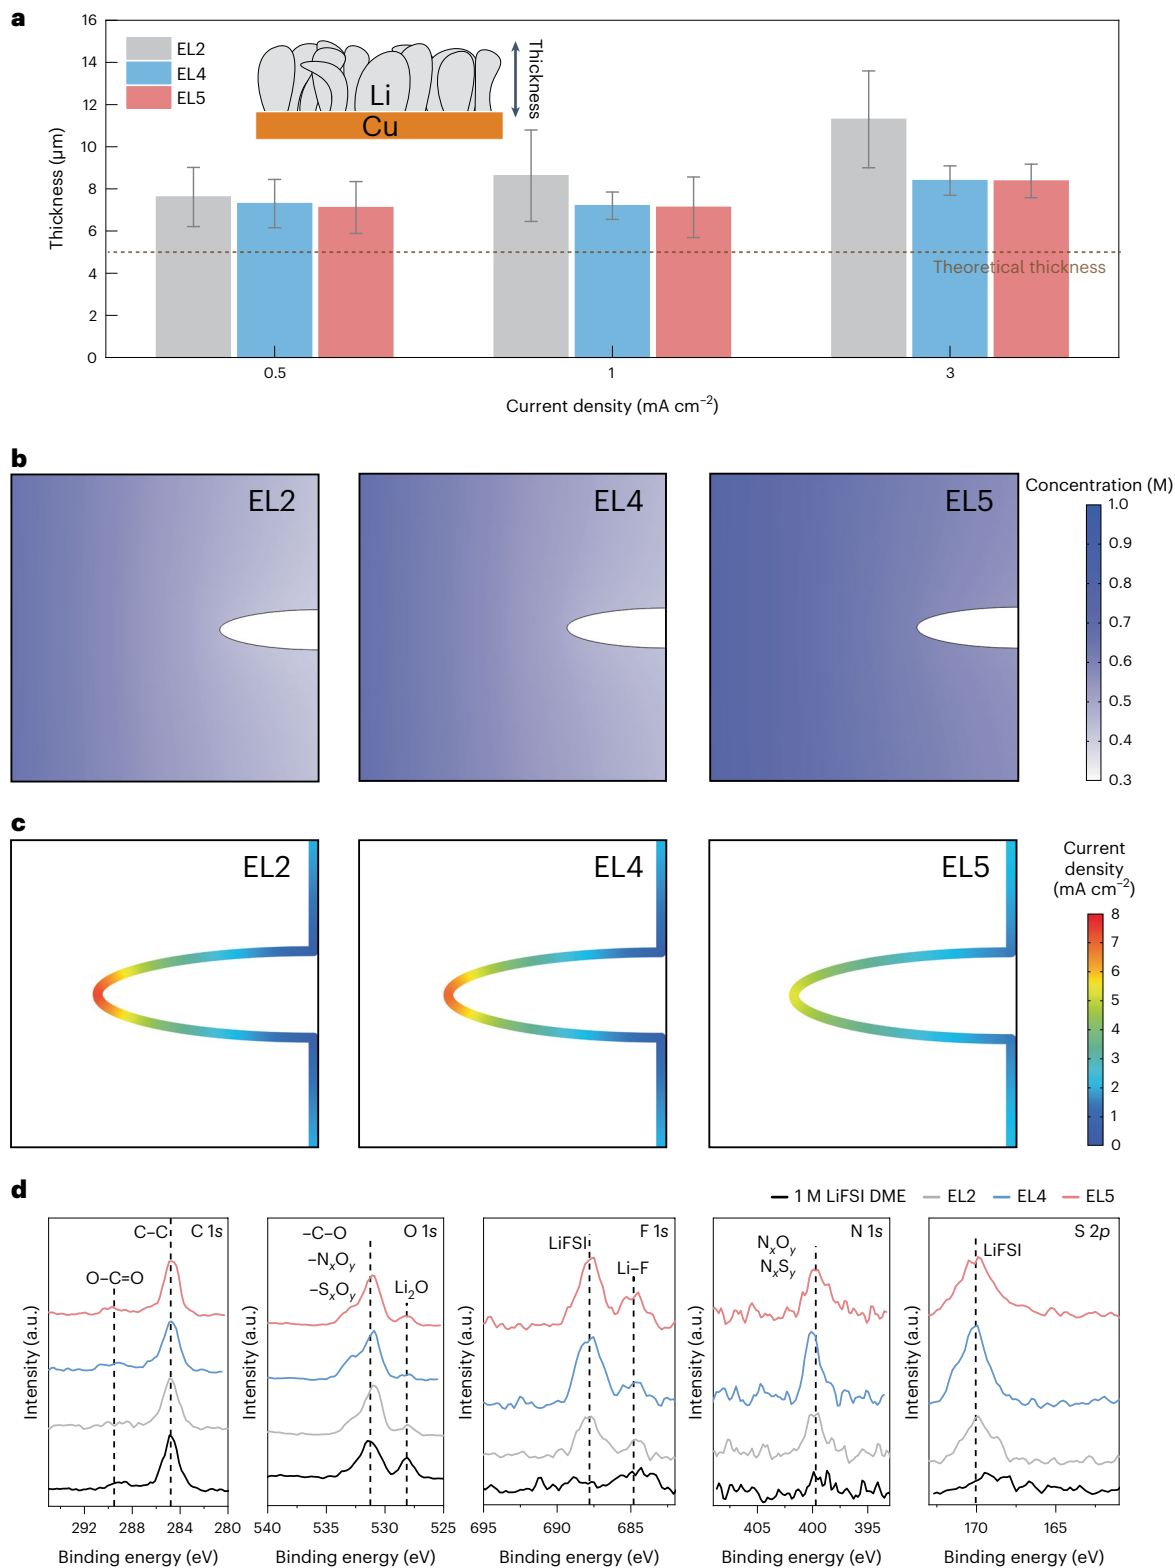 a
16
14
12
10
8
6
4
2
0
Thickness (µm)
EL2
EL4
EL5
Li
Cu
Thickness
Theoretical thickness
0.5
1
3
Current density (mA cm⁻²)
b
EL2
EL4
EL5
Concentration (M)
1.0
0.9
0.8
0.7
0.6
0.5
0.4
0.3
c
EL2
EL4
EL5
Current
density
(mA cm⁻²)
8
7
6
5
4
3
2
1
0
d
1 M LiFSI DME
EL2
EL4
EL5
Intensity (a.u.)
C–C
C 1s
O–C=O
292
288
284
280
Binding energy (eV)
Intensity (a.u.)
–C–O
O 1s
–NₓOᵧ
–SₓOᵧ
Li₂O
540
535
530
525
Binding energy (eV)
Intensity (a.u.)
LiFSI
F 1s
Li–F
695
690
685
Binding energy (eV)
Intensity (a.u.)
NₓOᵧ
N 1s
NₓSᵧ
405
400
395
Binding energy (eV)
Intensity (a.u.)
S 2p
LiFSI
170
165
Binding energy (eV)